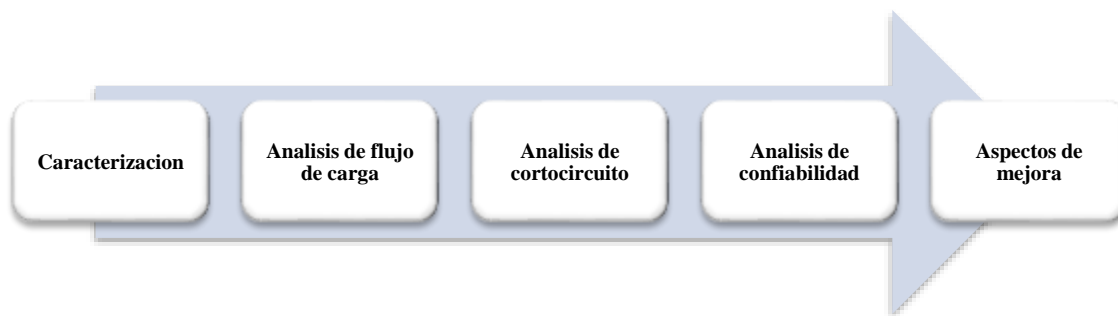 Caracterizacion
Analisis de flujo
de carga
Analisis de
cortocircuito
Analisis de
confiabilidad
Aspectos de
mejora